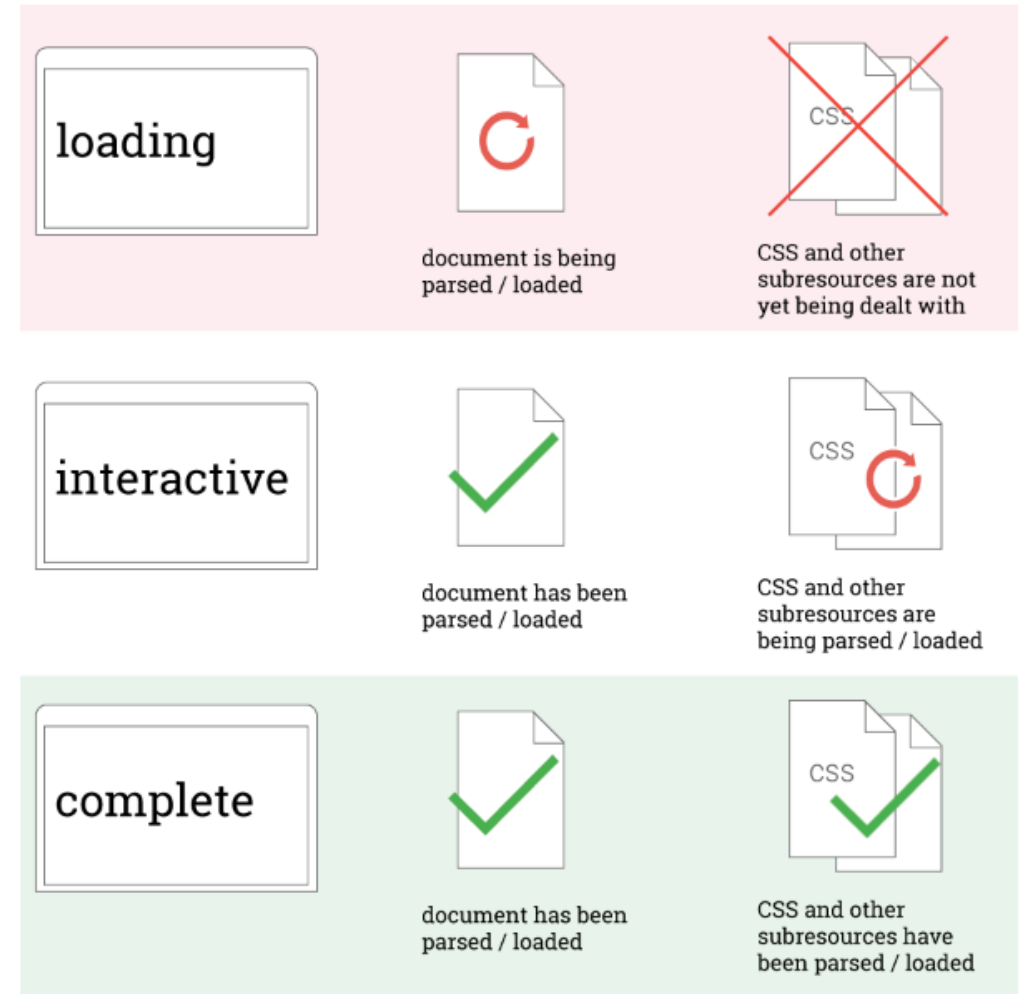 loading
document is being
parsed / loaded
CSS
CSS and other
subresources are not
yet being dealt with
interactive
document has been
parsed / loaded
CSS
CSS and other
subresources are
being parsed / loaded
complete
document has been
parsed / loaded
CSS
CSS and other
subresources have
been parsed / loaded